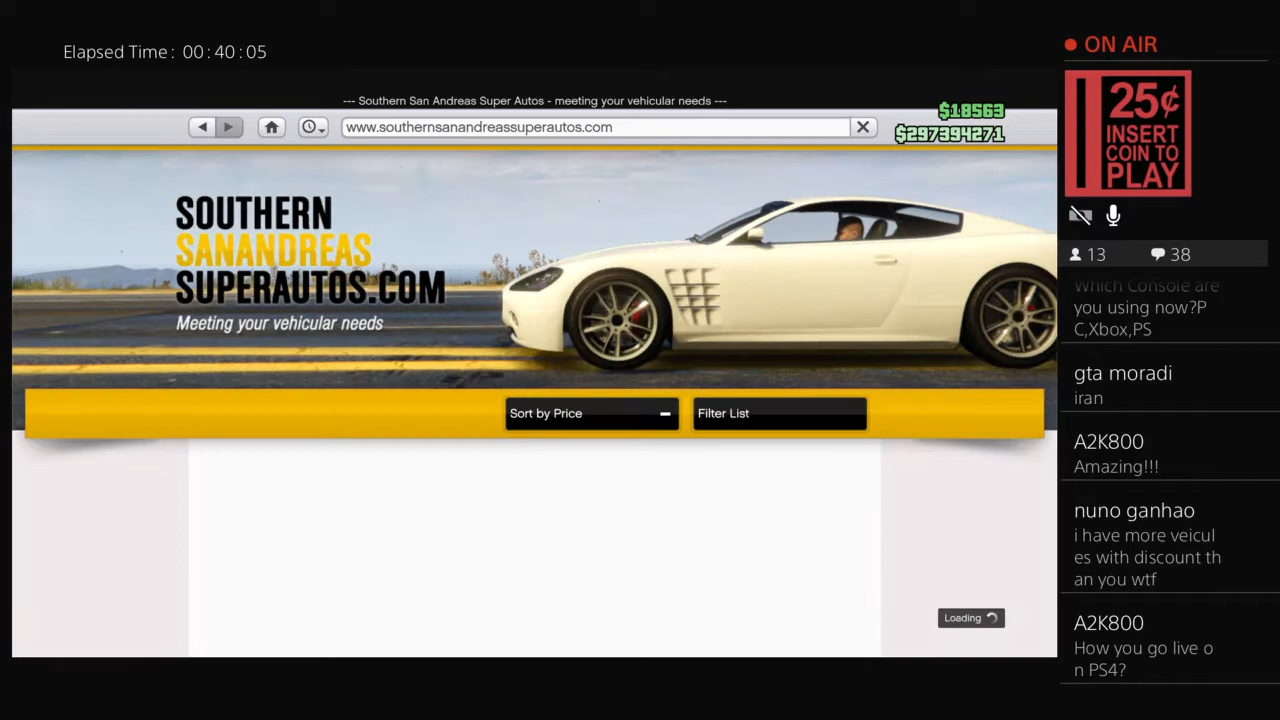 Elapsed Time: 00:40:05
ON AIR
--- Southern San Andreas Super Autos - meeting your vehicular needs ---
www.southernsanandreassuperautos.com
$18563
$297394271
SOUTHERN
SANANDREAS
SUPERAUTOS.COM
Meeting your vehicular needs
Sort by Price
Filter List
Loading
25¢
INSERT
COIN TO
PLAY
13
38
Which Console are
you using now?P
C,Xbox,PS
gta moradi
iran
A2K800
Amazing!!!
nuno ganhao
i have more veicul
es with discount th
an you wtf
A2K800
How you go live o
n PS4?